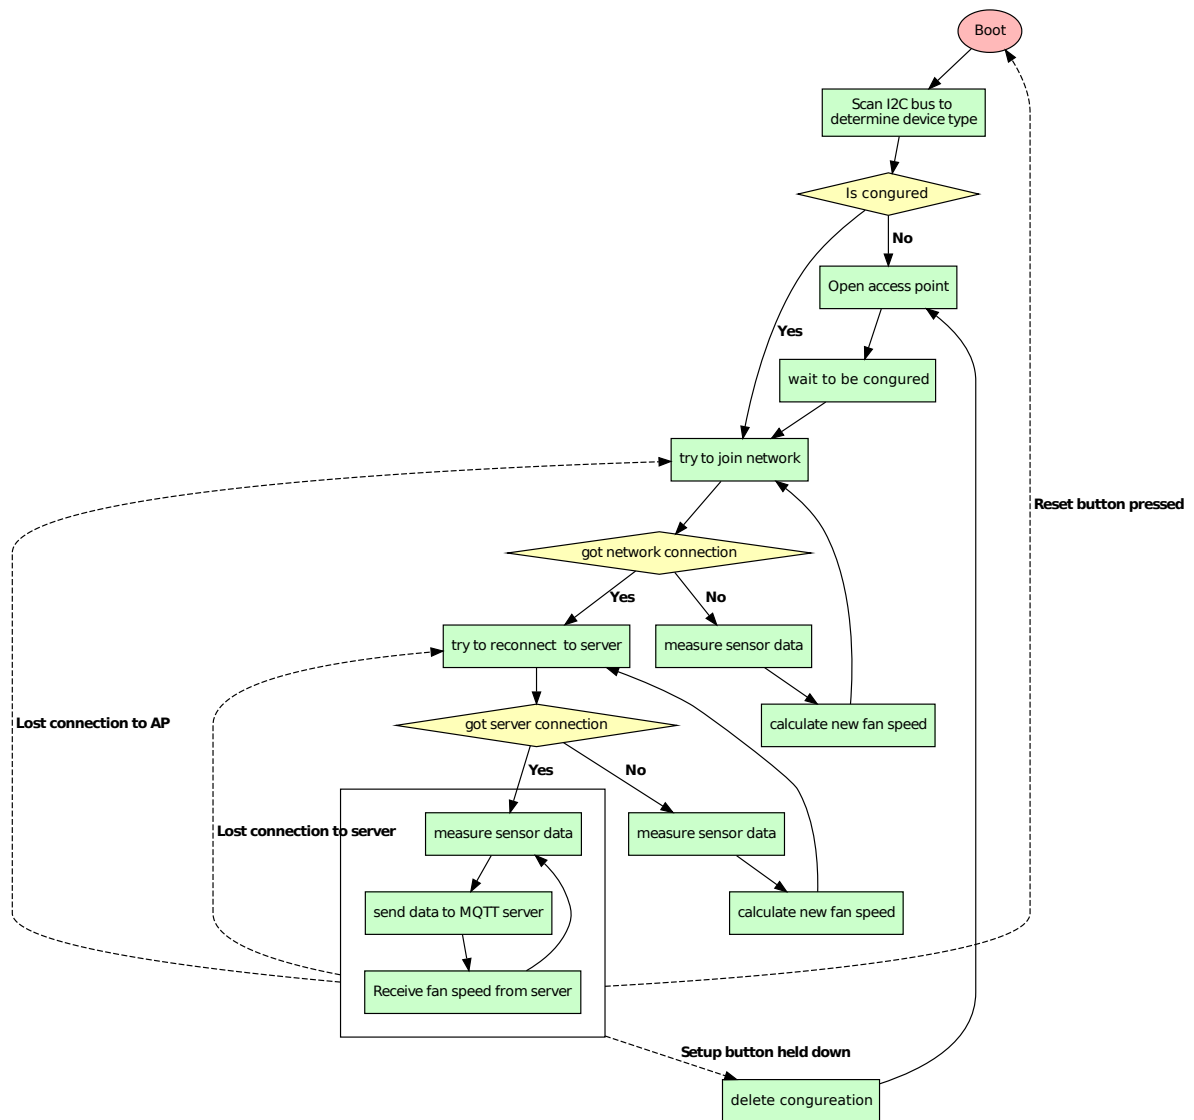 Boot
Scan I2C bus to
determine device type
Is congured
No
Open access point
Yes
wait to be congured
try to join network
Reset button pressed
got network connection
Yes
No
try to reconnect  to server
measure sensor data
Lost connection to AP
got server connection
calculate new fan speed
Yes
No
Lost connection to server
measure sensor data
measure sensor data
send data to MQTT server
calculate new fan speed
Receive fan speed from server
Setup button held down
delete congureation